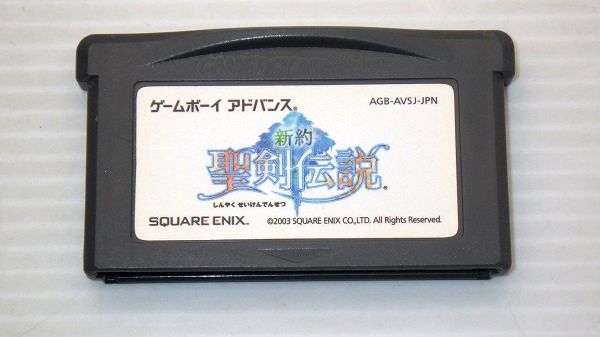 ゲームボーイ アドバンス®
AGB-AVSJ-JPN
新約
聖剣伝説®
しんやく せいけんでんせつ
SQUARE ENIX™
©2003 SQUARE ENIX CO.,LTD. All Rights Reserved.